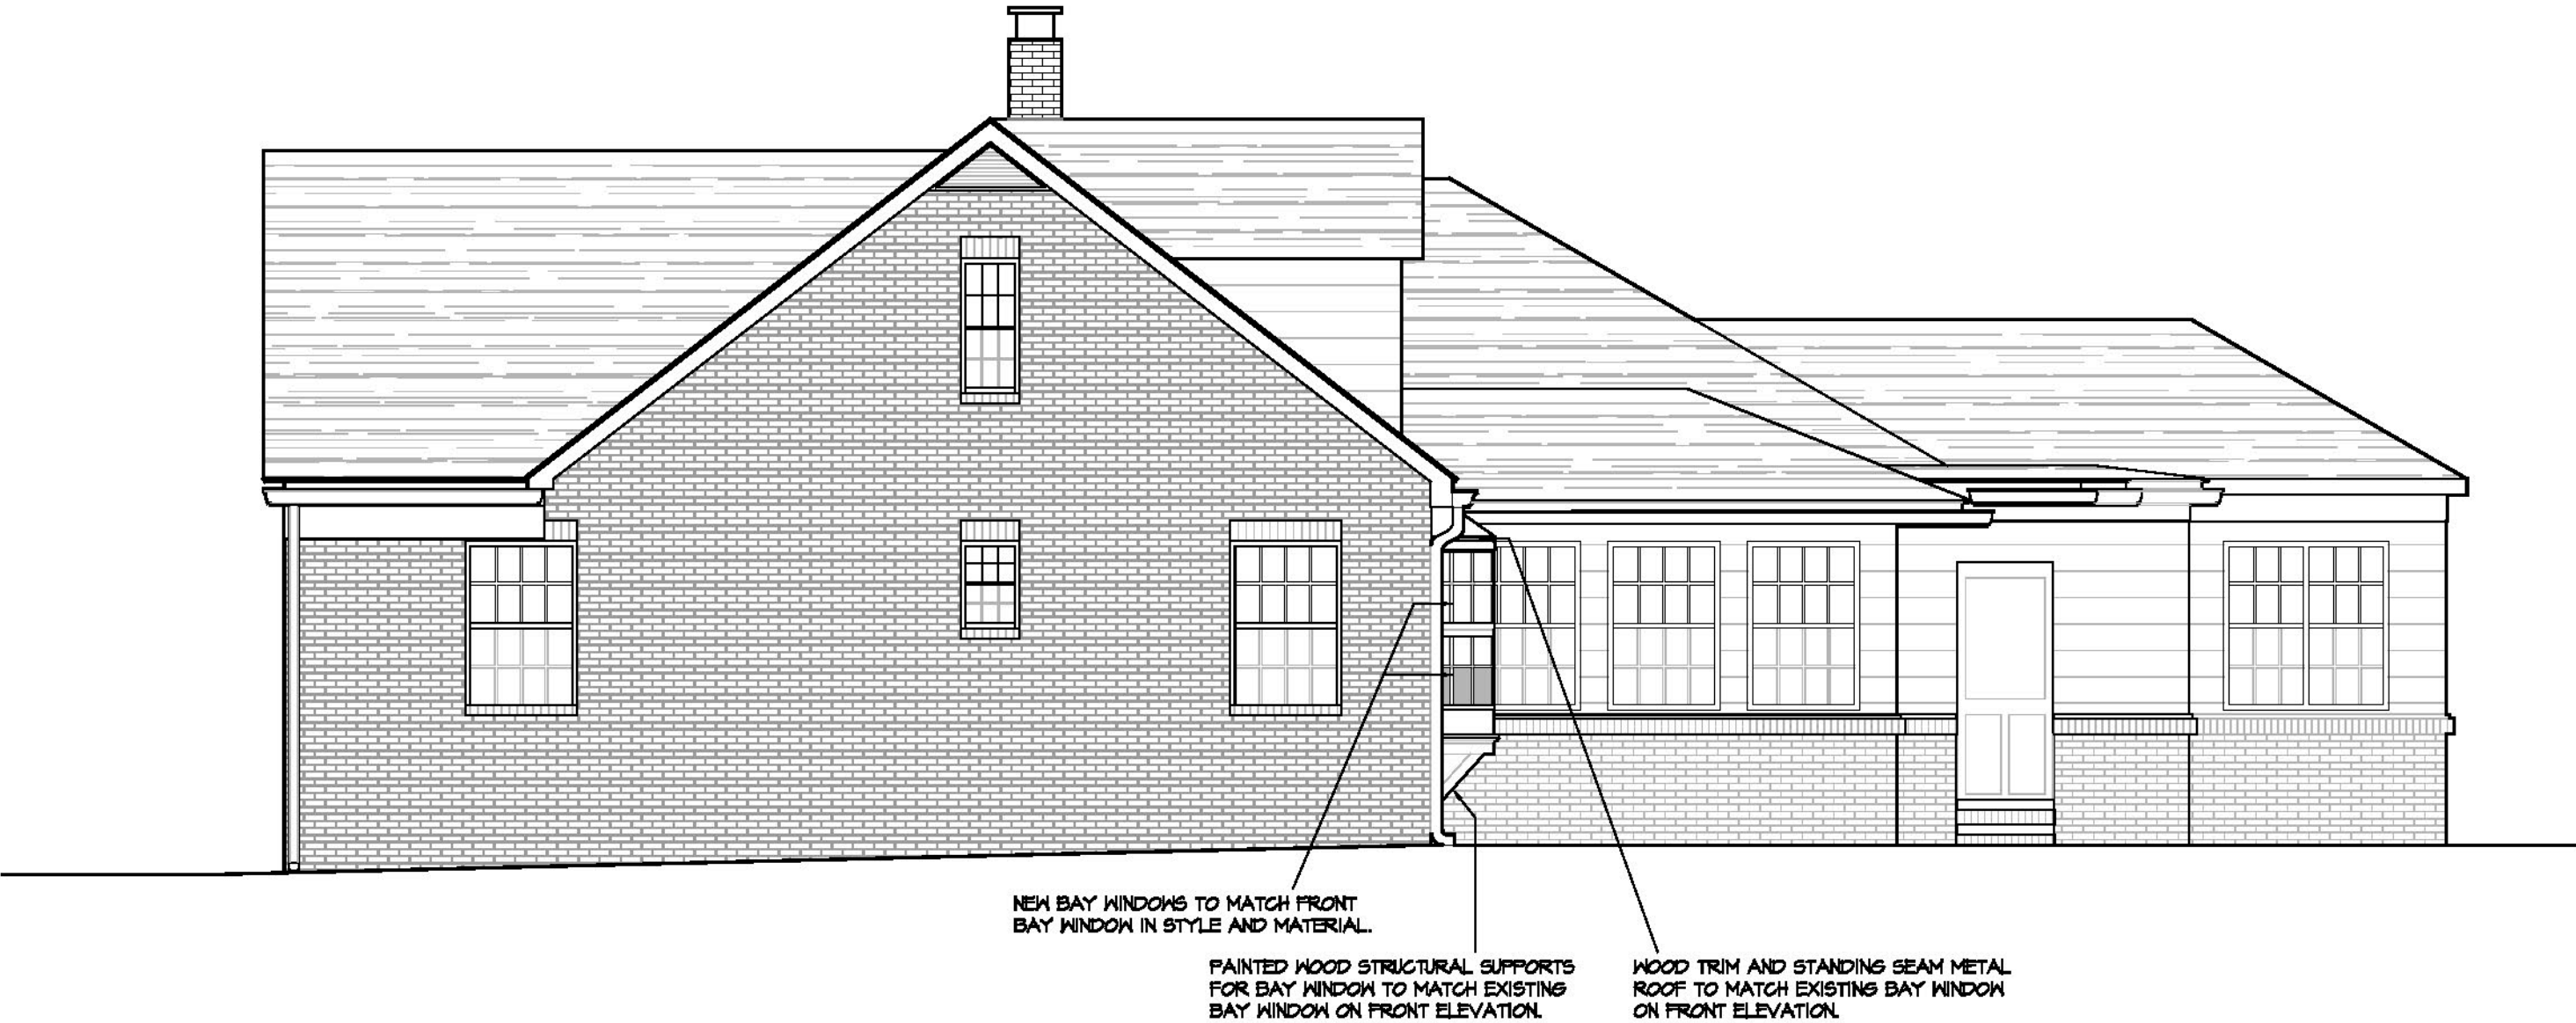 NEW BAY WINDOWS TO MATCH FRONT
BAY WINDOW IN STYLE AND MATERIAL.
PAINTED WOOD STRUCTURAL SUPPORTS
FOR BAY WINDOW TO MATCH EXISTING
BAY WINDOW ON FRONT ELEVATION.
WOOD TRIM AND STANDING SEAM METAL
ROOF TO MATCH EXISTING BAY WINDOW
ON FRONT ELEVATION.